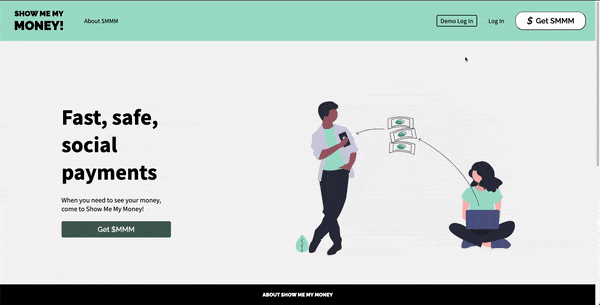 SHOW ME MY
MONEY!
About SMMM
Demo Log In
Log In
$ Get SMMM
Fast, safe,
social
payments
When you need to see your money,
come to Show Me My Money!
Get $MMM
ABOUT SHOW ME MY MONEY